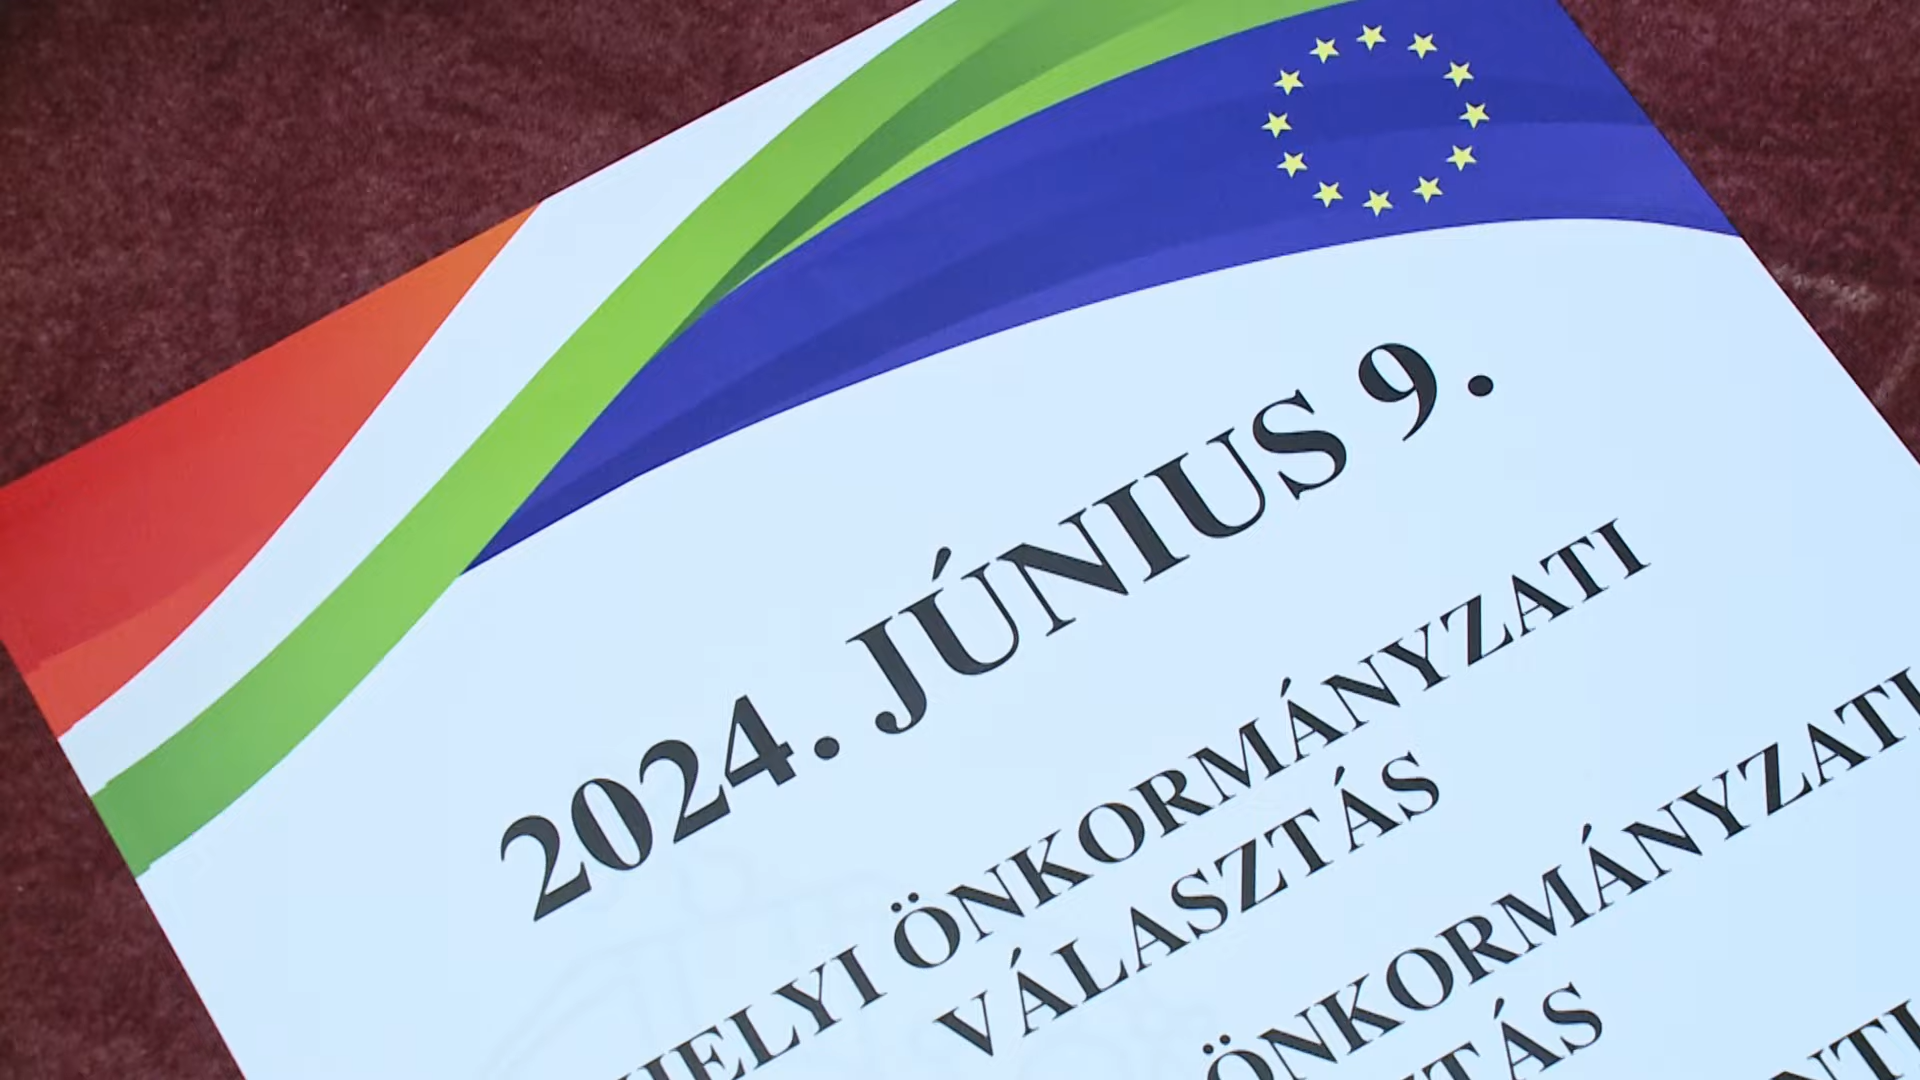 2024. JÚNIUS 9.
HELYI ÖNKORMÁNYZATI
VÁLASZTÁS
ÖNKORMÁNYZATI